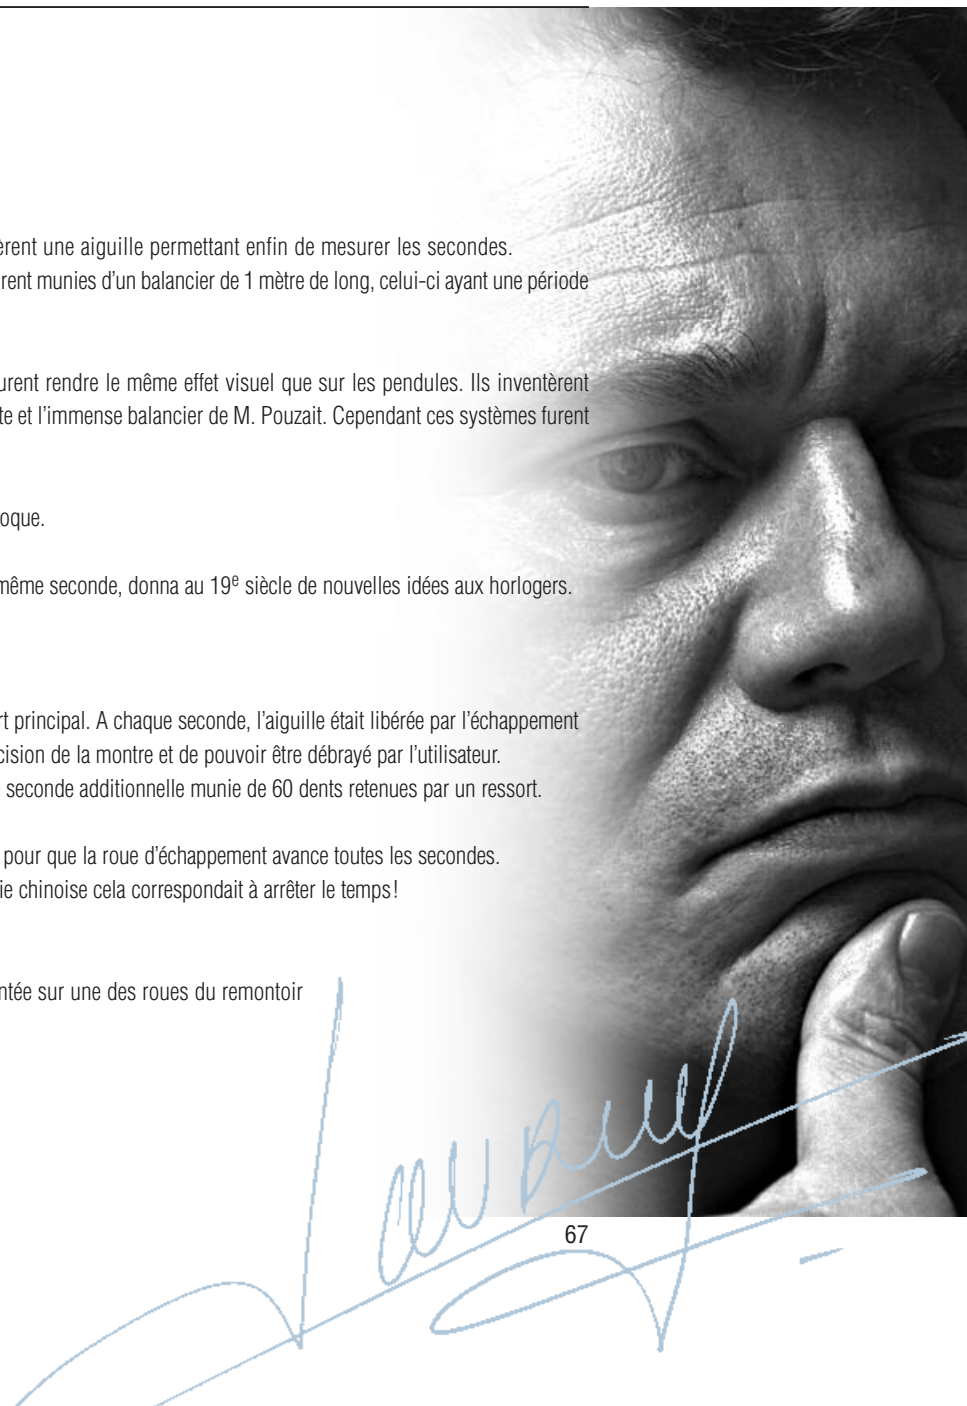 èrent une aiguille permettant enfin de mesurer les secondes.
rent munies d’un balancier de 1 mètre de long, celui-ci ayant une période
urent rendre le même effet visuel que sur les pendules. Ils inventèrent
te et l’immense balancier de M. Pouzait. Cependant ces systèmes furent
oque.
même seconde, donna au 19e siècle de nouvelles idées aux horlogers.
rt principal. A chaque seconde, l’aiguille était libérée par l’échappement
cision de la montre et de pouvoir être débrayé par l’utilisateur.
seconde additionnelle munie de 60 dents retenues par un ressort.
pour que la roue d’échappement avance toutes les secondes.
ie chinoise cela correspondait à arrêter le temps!
ntée sur une des roues du remontoir
67